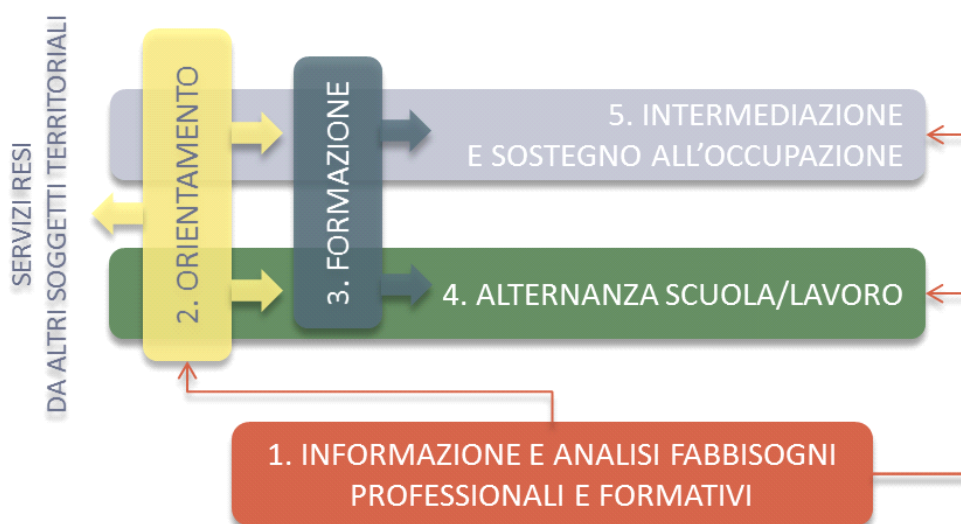 SERVIZI RESI
DA ALTRI SOGGETTI TERRITORIALI
2. ORIENTAMENTO
3. FORMAZIONE
5. INTERMEDIAZIONE
E SOSTEGNO ALL’OCCUPAZIONE
4. ALTERNANZA SCUOLA/LAVORO
1. INFORMAZIONE E ANALISI FABBISOGNI
PROFESSIONALI E FORMATIVI